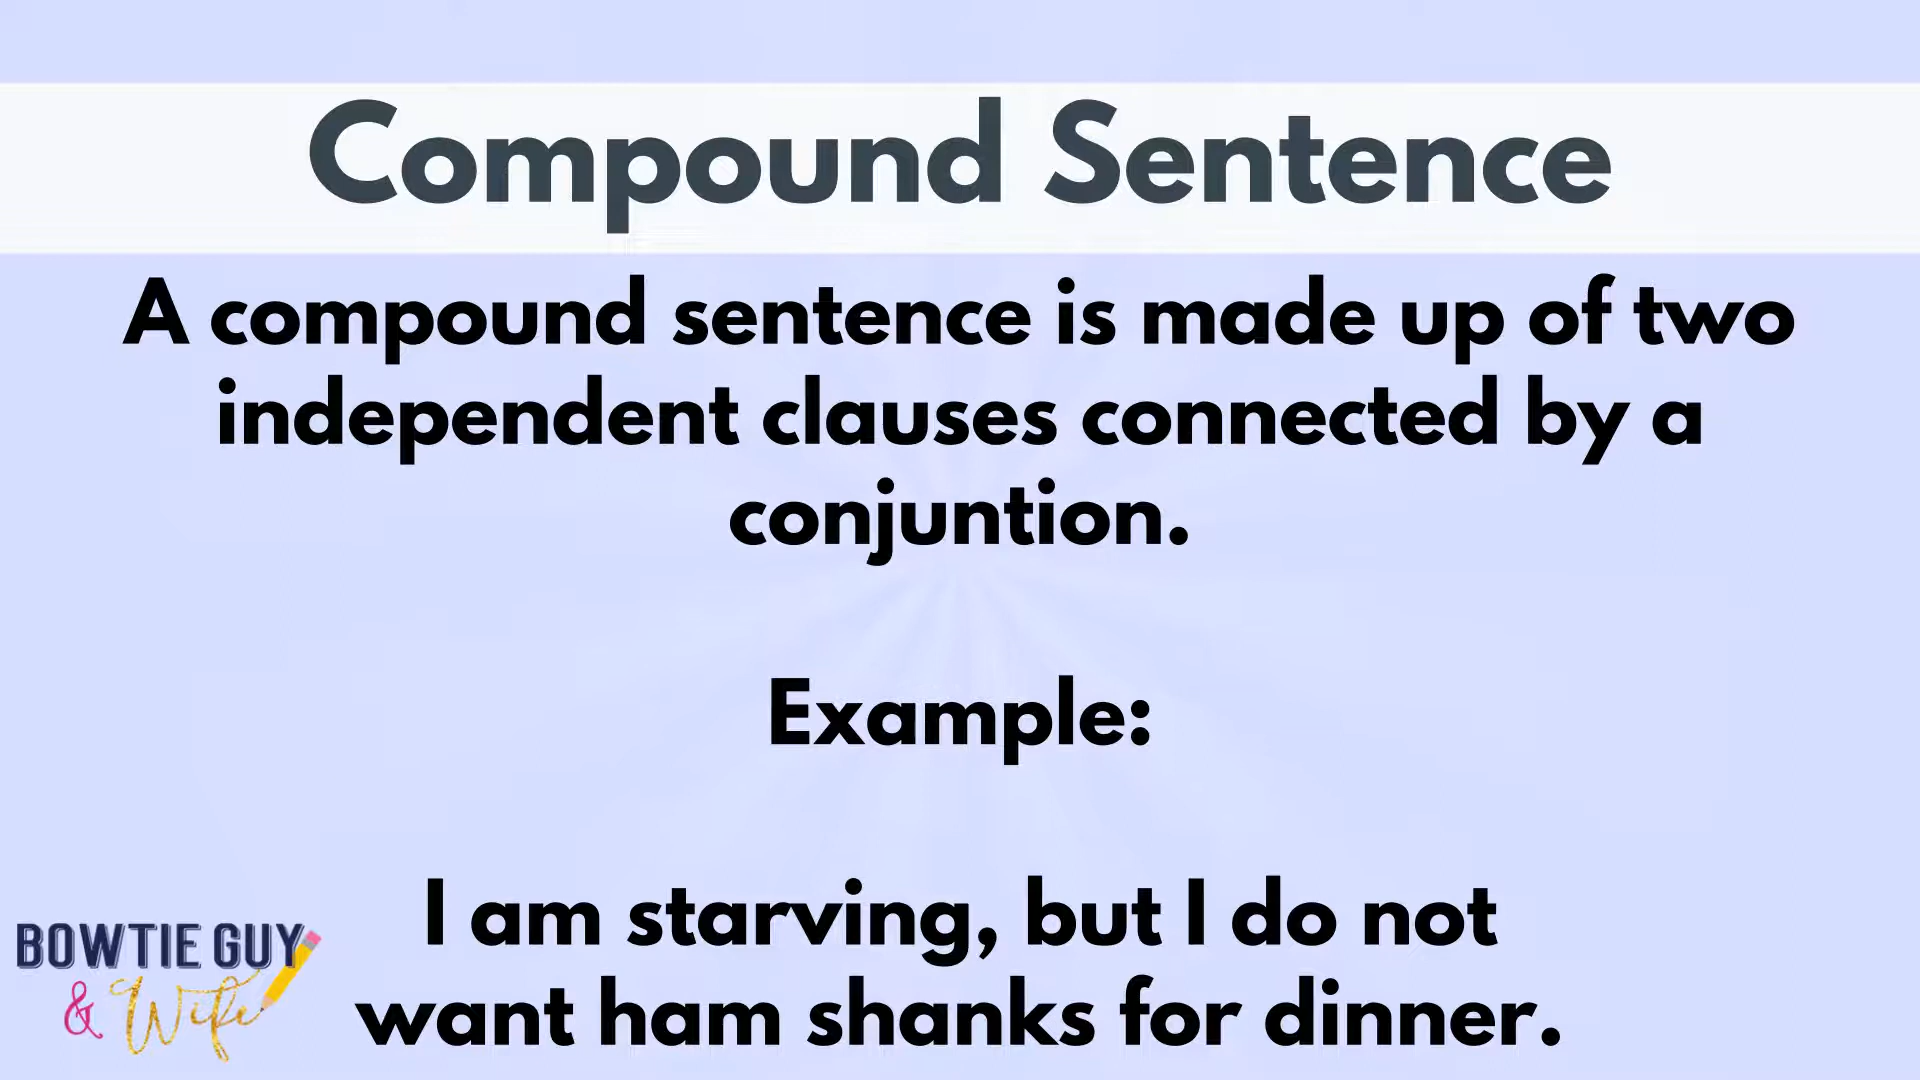 Compound Sentence
A compound sentence is made up of two
independent clauses connected by a
conjuntion.
Example:
I am starving, but I do not
want ham shanks for dinner.
BOWTIE GUY
& Wife